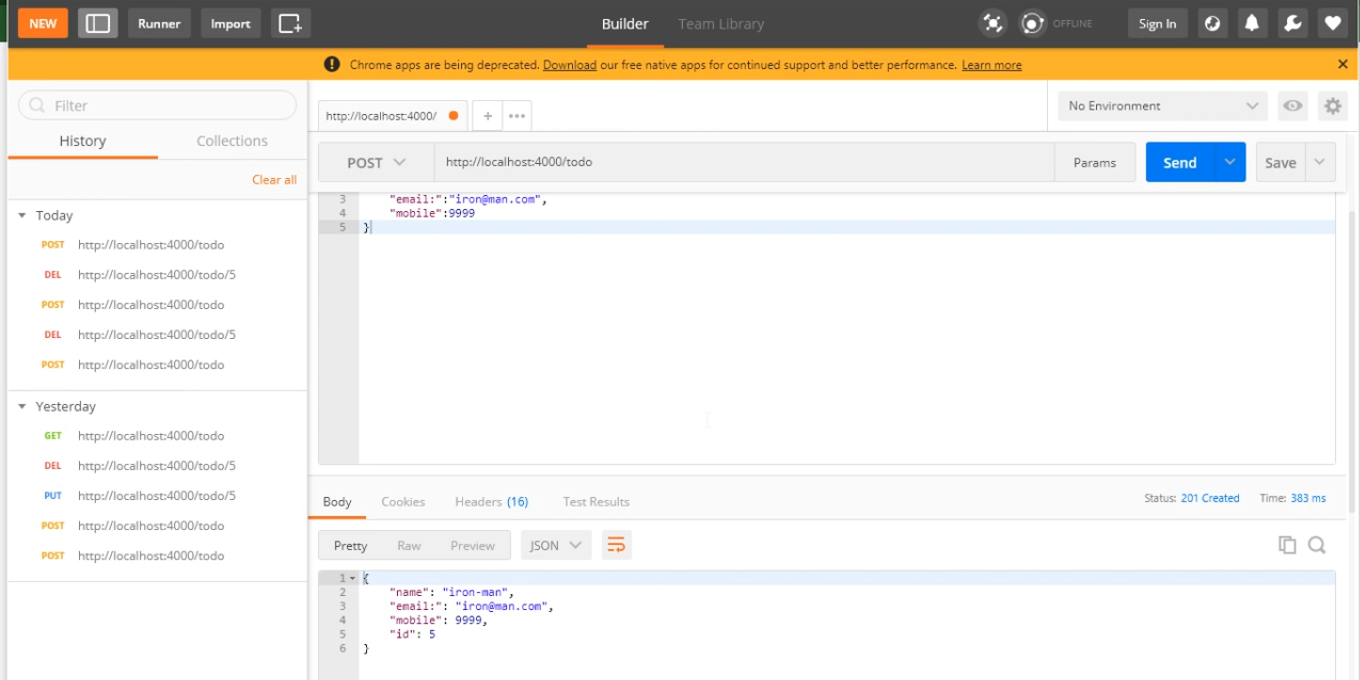 NEW Runner Import Builder Team Library OFFLINE Sign In
Chrome apps are being deprecated. Download our free native apps for continued support and better performance. Learn more
Filter
History Collections
Clear all
Today
POST http://localhost:4000/todo
DEL http://localhost:4000/todo/5
POST http://localhost:4000/todo
DEL http://localhost:4000/todo/5
POST http://localhost:4000/todo
Yesterday
GET http://localhost:4000/todo
DEL http://localhost:4000/todo/5
PUT http://localhost:4000/todo/5
POST http://localhost:4000/todo
POST http://localhost:4000/todo
http://localhost:4000/
No Environment
POST http://localhost:4000/todo Params Send Save
3 "email:":"iron@man.com",
4 "mobile":9999
5 }
Body Cookies Headers (16) Test Results Status: 201 Created Time: 383 ms
Pretty Raw Preview JSON
1 {
2 "name": "iron-man",
3 "email:": "iron@man.com",
4 "mobile": 9999,
5 "id": 5
6 }